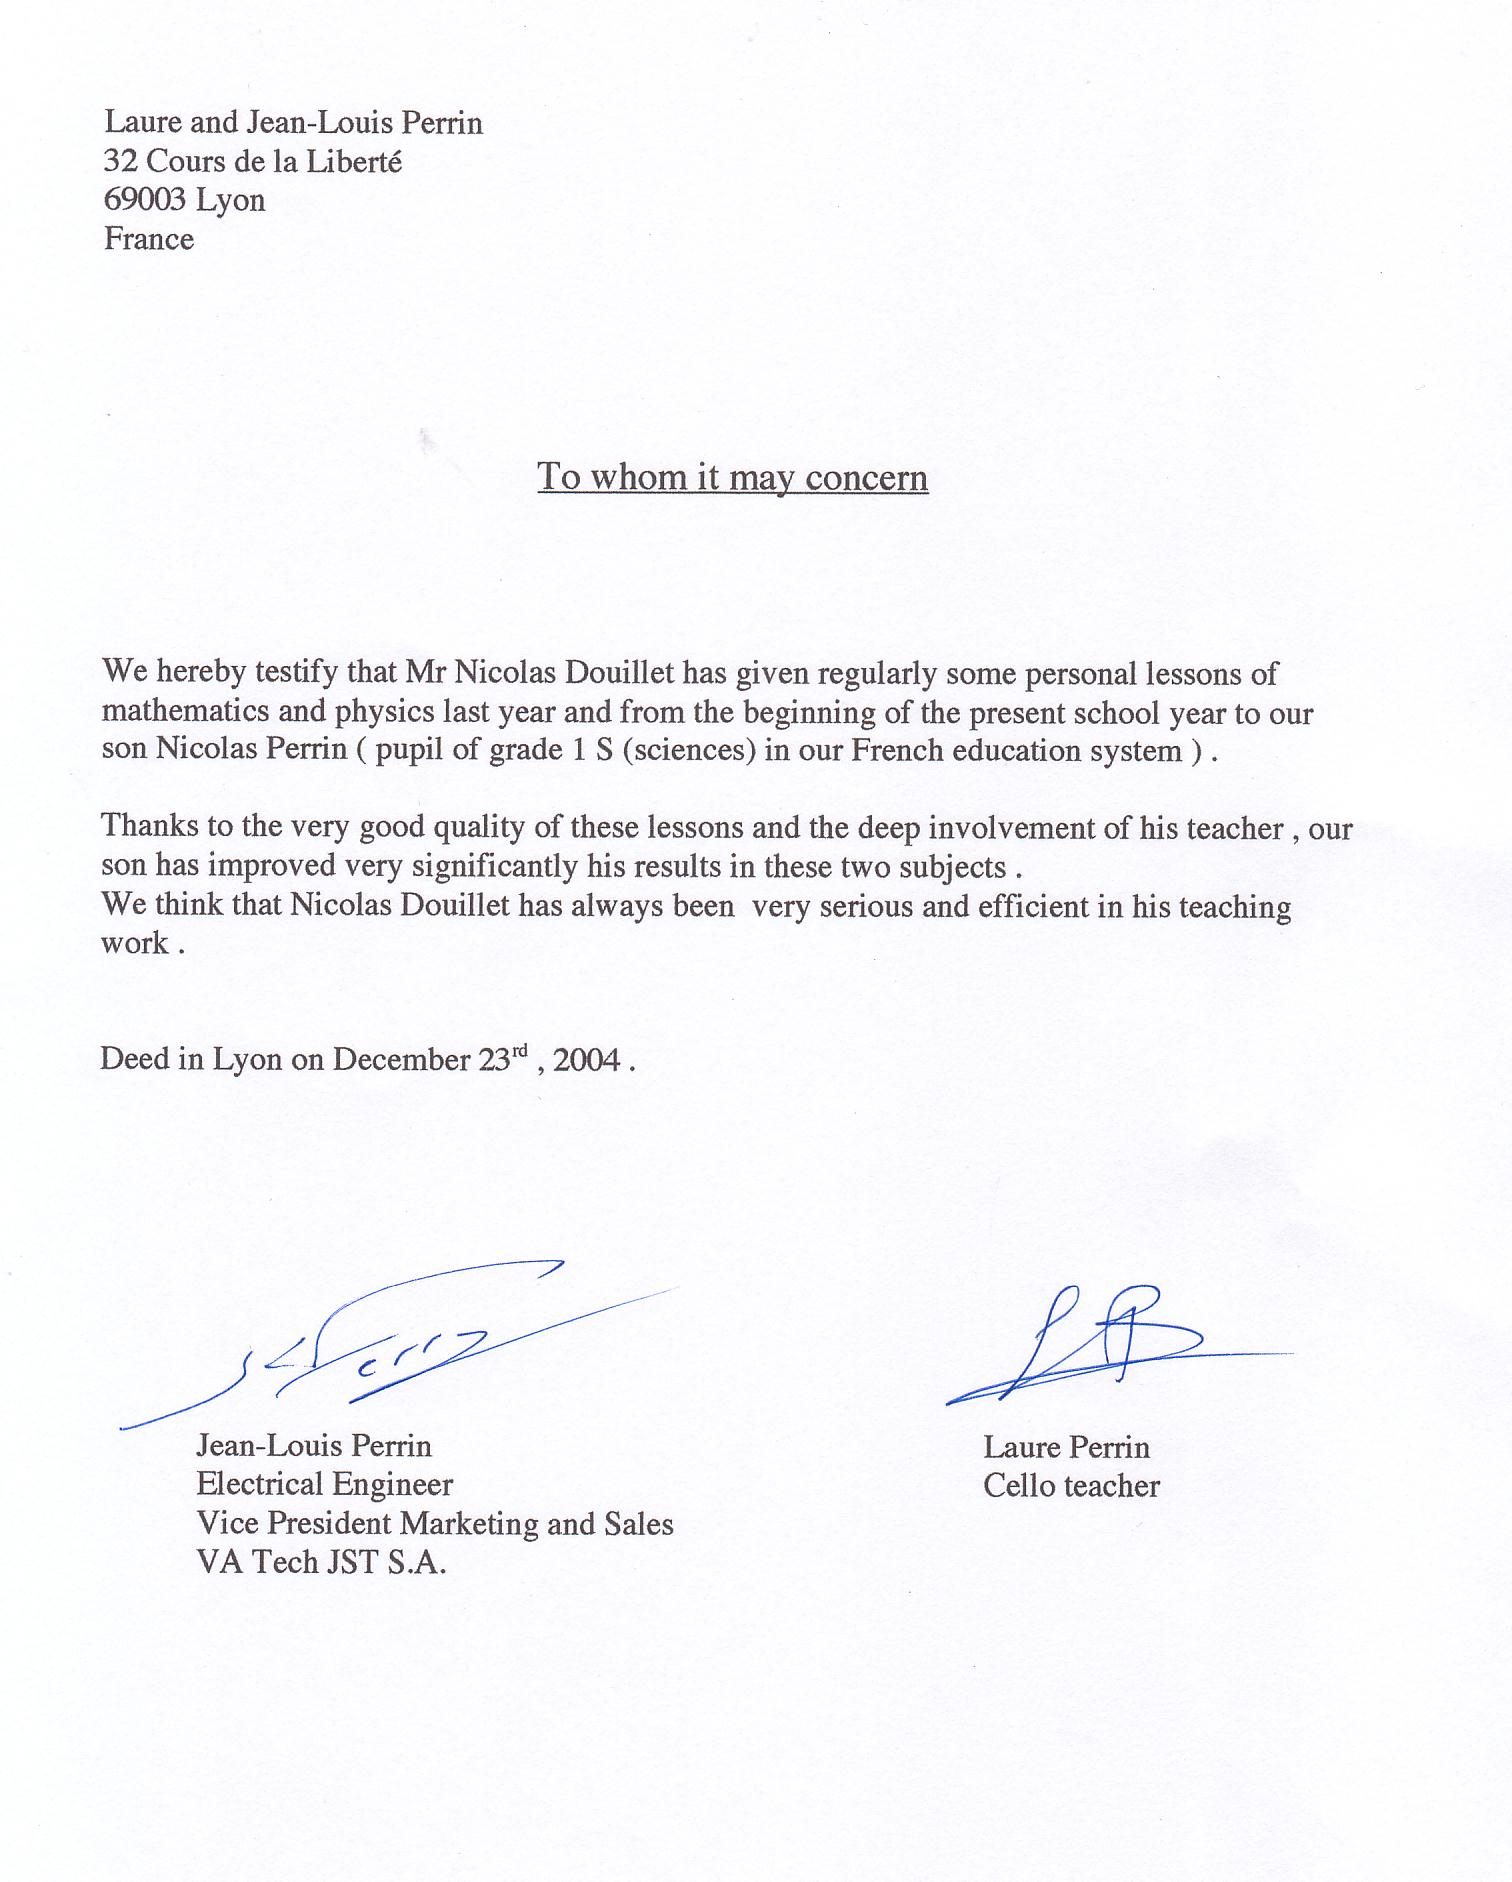 Laure and Jean-Louis Perrin
32 Cours de la Liberté
69003 Lyon
France
To whom it may concern
We hereby testify that Mr Nicolas Douillet has given regularly some personal lessons of
mathematics and physics last year and from the beginning of the present school year to our
son Nicolas Perrin ( pupil of grade 1 S (sciences) in our French education system ) .
Thanks to the very good quality of these lessons and the deep involvement of his teacher , our
son has improved very significantly his results in these two subjects .
We think that Nicolas Douillet has always been  very serious and efficient in his teaching
work .
Deed in Lyon on December 23rd , 2004 .
Jean-Louis Perrin
Electrical Engineer
Vice President Marketing and Sales
VA Tech JST S.A.
Laure Perrin
Cello teacher